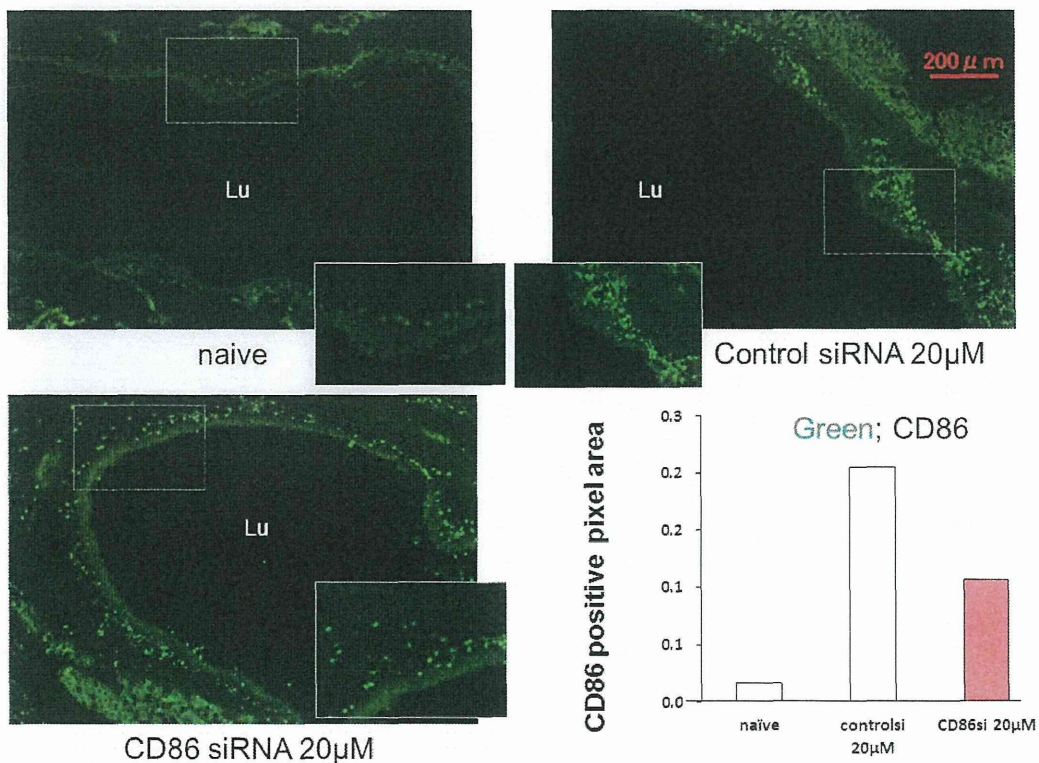 200 μm
Lu
Lu
naive
Control siRNA 20μM
Lu
CD86 siRNA 20μM
Green; CD86
CD86 positive pixel area
0.3
0.2
0.2
0.1
0.1
0.0
naïve
controlsi
20μM
CD86si 20μM